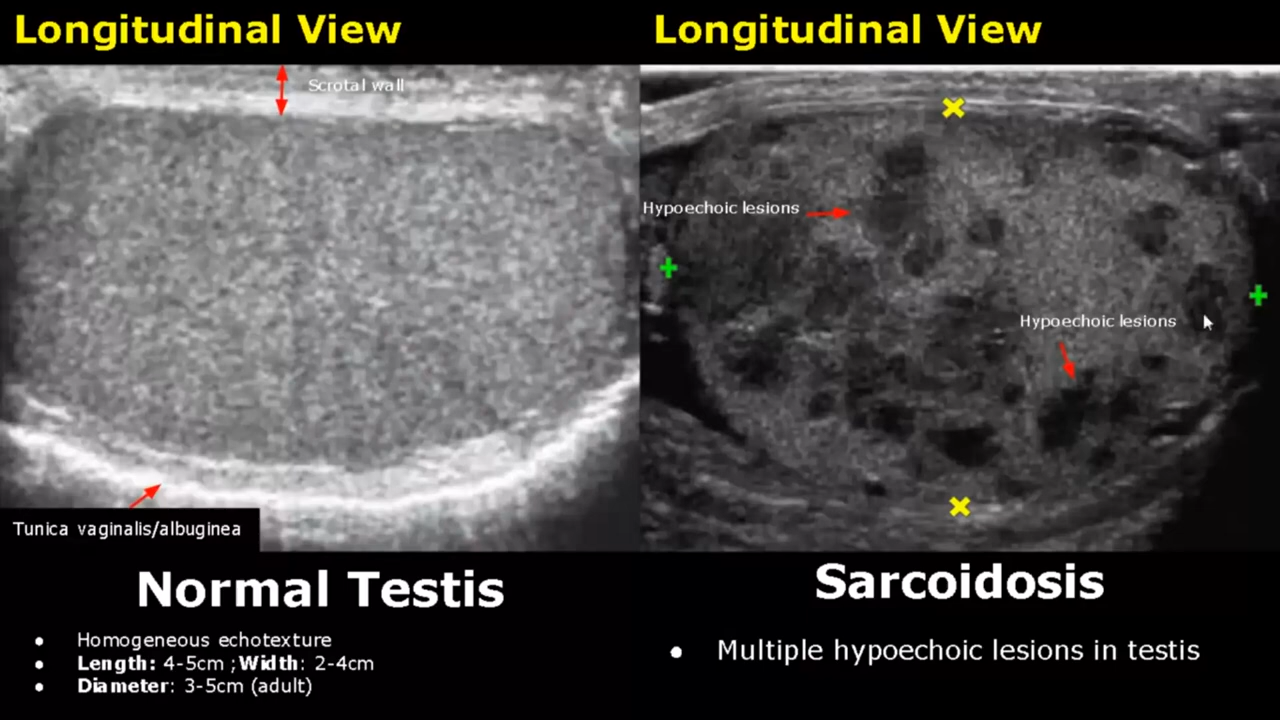 Longitudinal View
Scrotal wall
Tunica vaginalis/albuginea
Normal Testis
• Homogeneous echotexture
• Length: 4-5cm ;Width: 2-4cm
• Diameter: 3-5cm (adult)
Longitudinal View
Hypoechoic lesions
Hypoechoic lesions
Sarcoidosis
• Multiple hypoechoic lesions in testis